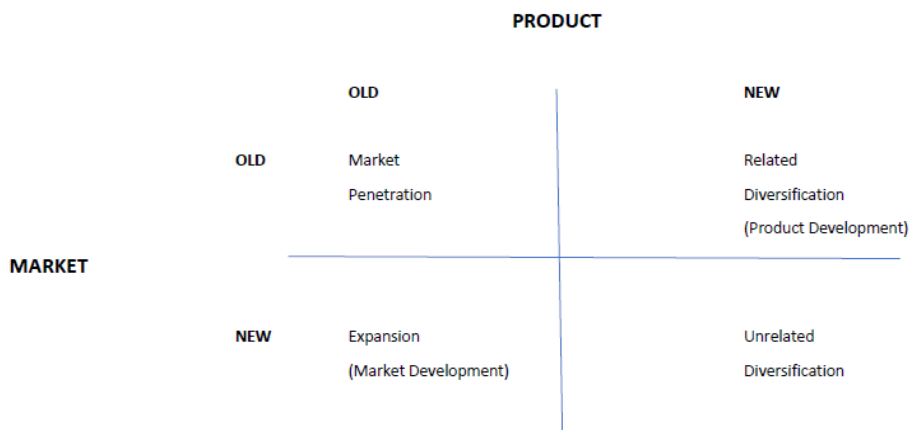 PRODUCT
OLD NEW
OLD Market Related
Penetration Diversification
(Product Development)
MARKET
NEW Expansion Unrelated
(Market Development) Diversification